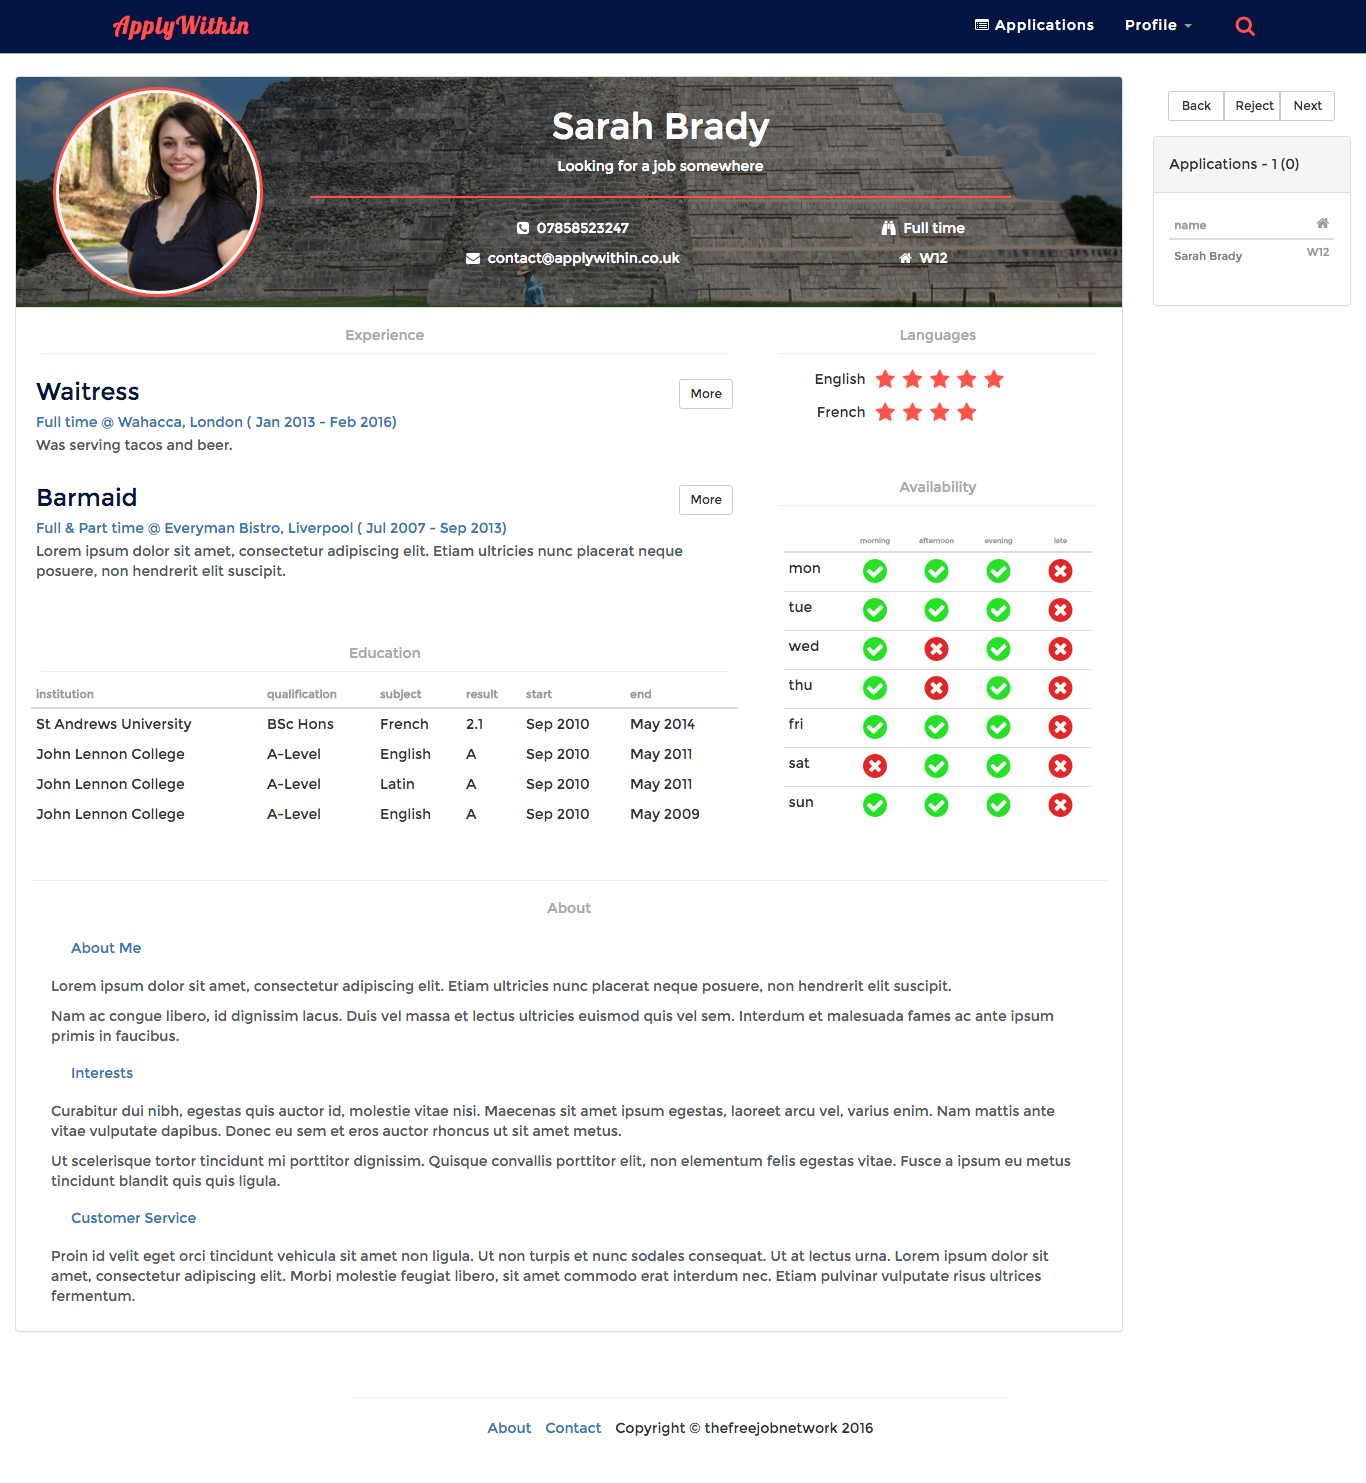 ApplyWithin
Applications Profile
Sarah Brady
Looking for a job somewhere
07858523247 Full time
contact@applywithin.co.uk W12
Back Reject Next
Applications - 1 (0)
name
Sarah Brady W12
Experience
Waitress More
Full time @ Wahacca, London ( Jan 2013 - Feb 2016)
Was serving tacos and beer.
Barmaid More
Full & Part time @ Everyman Bistro, Liverpool ( Jul 2007 - Sep 2013)
Lorem ipsum dolor sit amet, consectetur adipiscing elit. Etiam ultricies nunc placerat neque
posuere, non hendrerit elit suscipit.
Education
institution qualification subject result start end
St Andrews University BSc Hons French 2.1 Sep 2010 May 2014
John Lennon College A-Level English A Sep 2010 May 2011
John Lennon College A-Level Latin A Sep 2010 May 2011
John Lennon College A-Level English A Sep 2010 May 2009
Languages
English
French
Availability
morning afternoon evening late
mon
tue
wed
thu
fri
sat
sun
About
About Me
Lorem ipsum dolor sit amet, consectetur adipiscing elit. Etiam ultricies nunc placerat neque posuere, non hendrerit elit suscipit.
Nam ac congue libero, id dignissim lacus. Duis vel massa et lectus ultricies euismod quis vel sem. Interdum et malesuada fames ac ante ipsum
primis in faucibus.
Interests
Curabitur dui nibh, egestas quis auctor id, molestie vitae nisi. Maecenas sit amet ipsum egestas, laoreet arcu vel, varius enim. Nam mattis ante
vitae vulputate dapibus. Donec eu sem et eros auctor rhoncus ut sit amet metus.
Ut scelerisque tortor tincidunt mi porttitor dignissim. Quisque convallis porttitor elit, non elementum felis egestas vitae. Fusce a ipsum eu metus
tincidunt blandit quis quis ligula.
Customer Service
Proin id velit eget orci tincidunt vehicula sit amet non ligula. Ut non turpis et nunc sodales consequat. Ut at lectus urna. Lorem ipsum dolor sit
amet, consectetur adipiscing elit. Morbi molestie feugiat libero, sit amet commodo erat interdum nec. Etiam pulvinar vulputate risus ultrices
fermentum.
About Contact Copyright © thefreejobnetwork 2016